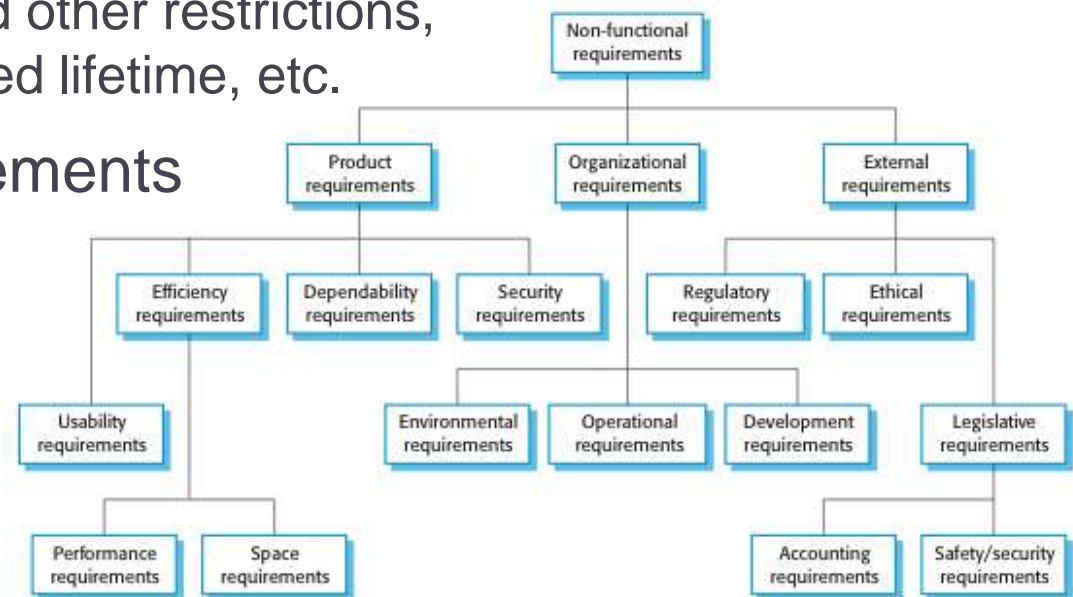 d other restrictions,
ed lifetime, etc.
ements
Non-functional
requirements
Product
requirements
Organizational
requirements
External
requirements
Efficiency
requirements
Dependability
requirements
Security
requirements
Regulatory
requirements
Ethical
requirements
Usability
requirements
Environmental
requirements
Operational
requirements
Development
requirements
Legislative
requirements
Performance
requirements
Space
requirements
Accounting
requirements
Safety/security
requirements